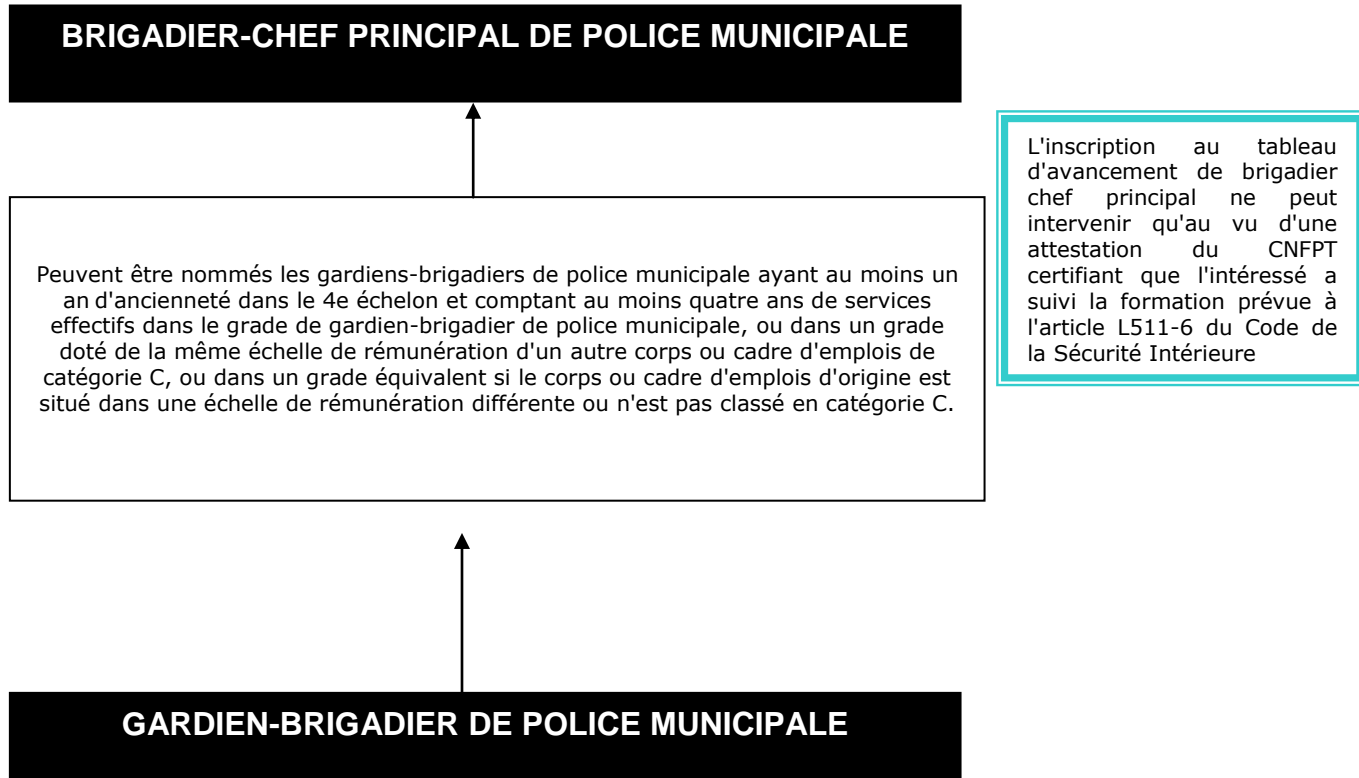 BRIGADIER-CHEF PRINCIPAL DE POLICE MUNICIPALE
L'inscription au tableau
d'avancement de brigadier
chef principal ne peut
intervenir qu'au vu d'une
attestation du CNFPT
certifiant que l'intéressé a
suivi la formation prévue à
l'article L511-6 du Code de
la Sécurité Intérieure
Peuvent être nommés les gardiens-brigadiers de police municipale ayant au moins un
an d'ancienneté dans le 4e échelon et comptant au moins quatre ans de services
effectifs dans le grade de gardien-brigadier de police municipale, ou dans un grade
doté de la même échelle de rémunération d'un autre corps ou cadre d'emplois de
catégorie C, ou dans un grade équivalent si le corps ou cadre d'emplois d'origine est
situé dans une échelle de rémunération différente ou n'est pas classé en catégorie C.
GARDIEN-BRIGADIER DE POLICE MUNICIPALE